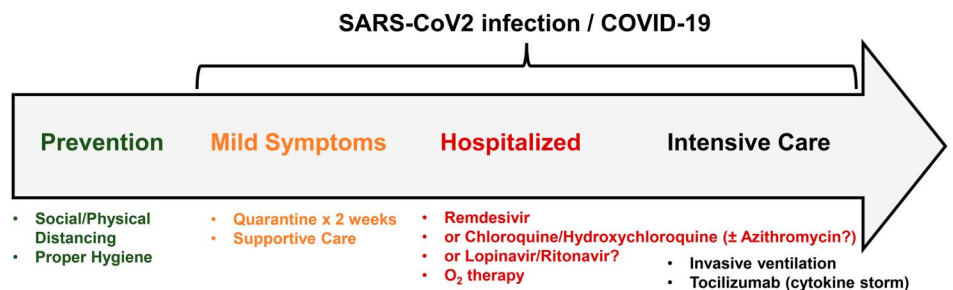 SARS-CoV2 infection / COVID-19
Prevention
Mild Symptoms
Hospitalized
Intensive Care
• Social/Physical
Distancing
• Proper Hygiene
• Quarantine x 2 weeks
• Supportive Care
• Remdesivir
• or Chloroquine/Hydroxychloroquine (± Azithromycin?)
• or Lopinavir/Ritonavir?
• O₂ therapy
• Invasive ventilation
• Tocilizumab (cytokine storm)